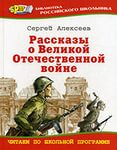 БИБЛИОТЕКА
РОССИЙСКОГО ШКОЛЬНИКА
Сергей Алексеев
Рассказы
о Великой
Отечественной
войне
ЧИТАЕМ ПО ШКОЛЬНОЙ ПРОГРАММЕ